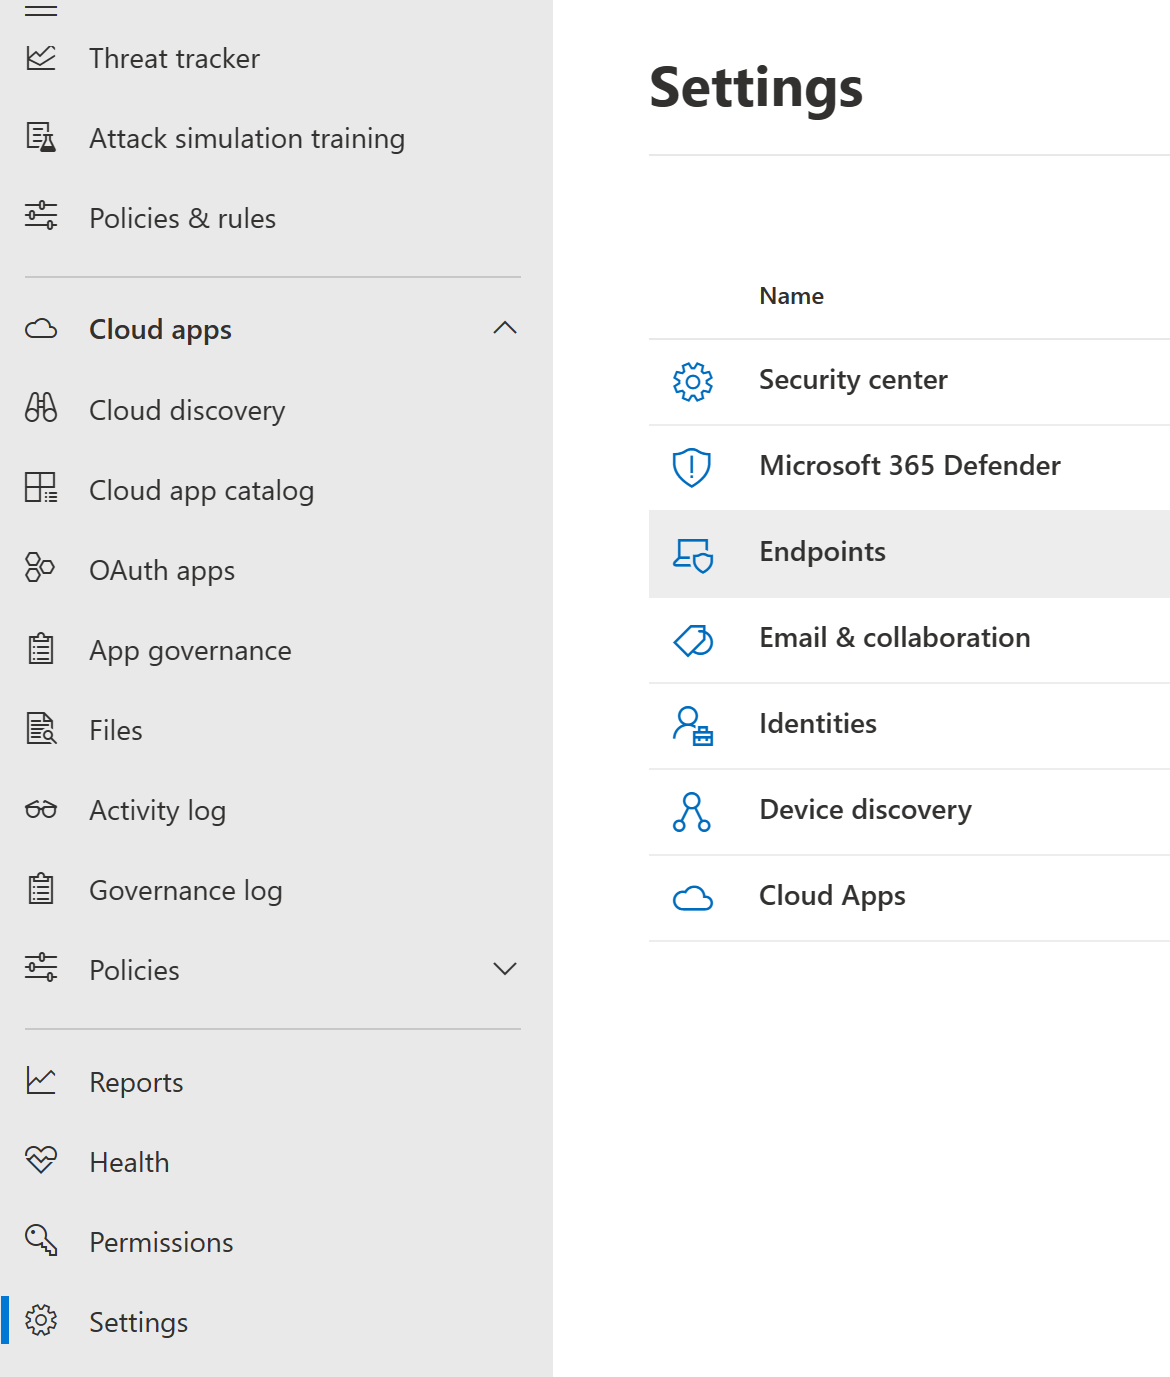 Threat tracker
Attack simulation training
Policies & rules
Cloud apps
Cloud discovery
Cloud app catalog
OAuth apps
App governance
Files
Activity log
Governance log
Policies
Reports
Health
Permissions
Settings
Settings
Name
Security center
Microsoft 365 Defender
Endpoints
Email & collaboration
Identities
Device discovery
Cloud Apps